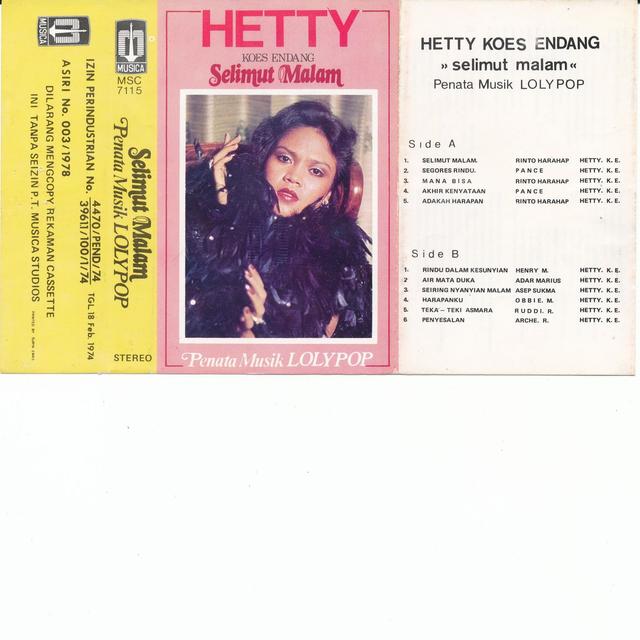 MUSICA
ASIRI No. 003/1978
DILARANG MENGCOPY REKAMAN CASSETTE
INI TANPA SEIZIN P.T. MUSICA STUDIOS
IZIN PERINDUSTRIAN No. 4470/PEND/74
39611/100/1/74
TGL. 18 Feb. 1974
MUSICA
MSC
7115
Selimut Malam
Penata Musik LOLYPOP
STEREO
HETTY
KOES ENDANG
Selimut Malam
Penata Musik LOLYPOP
HETTY KOES ENDANG
» selimut malam «
Penata Musik LOLYPOP
Side A
1. SELIMUT MALAM. RINTO HARAHAP HETTY. K. E.
2. SEGORES RINDU. PANCE HETTY. K. E.
3. MANA BISA RINTO HARAHAP HETTY. K. E.
4. AKHIR KENYATAAN PANCE HETTY. K. E.
5. ADAKAH HARAPAN RINTO HARAHAP HETTY. K. E.
Side B
1. RINDU DALAM KESUNYIAN HENRY M. HETTY. K. E.
2 AIR MATA DUKA ADAR MARIUS HETTY. K. E.
3. SEIRING NYANYIAN MALAM ASEP SUKMA HETTY. K. E.
4. HARAPANKU OBBIE. M. HETTY. K. E.
5. TEKA - TEKI ASMARA RUDDI. R. HETTY. K. E.
6 PENYESALAN ARCHE. R. HETTY. K. E.